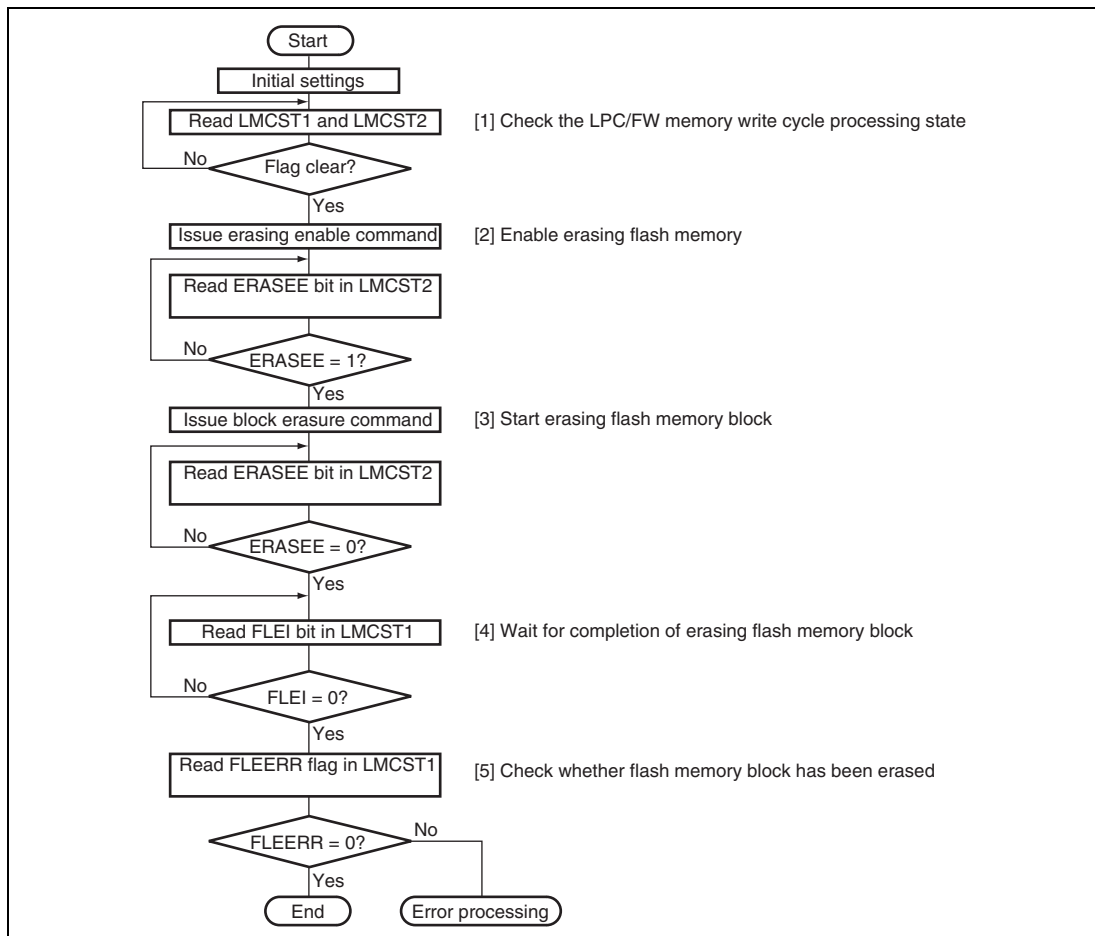 Start
Initial settings
Read LMCST1 and LMCST2
[1] Check the LPC/FW memory write cycle processing state
No
Flag clear?
Yes
Issue erasing enable command
[2] Enable erasing flash memory
Read ERASEE bit in LMCST2
No
ERASEE = 1?
Yes
Issue block erasure command
[3] Start erasing flash memory block
Read ERASEE bit in LMCST2
No
ERASEE = 0?
Yes
Read FLEI bit in LMCST1
[4] Wait for completion of erasing flash memory block
No
FLEI = 0?
Yes
Read FLEERR flag in LMCST1
[5] Check whether flash memory block has been erased
FLEERR = 0?
No
Yes
End
Error processing